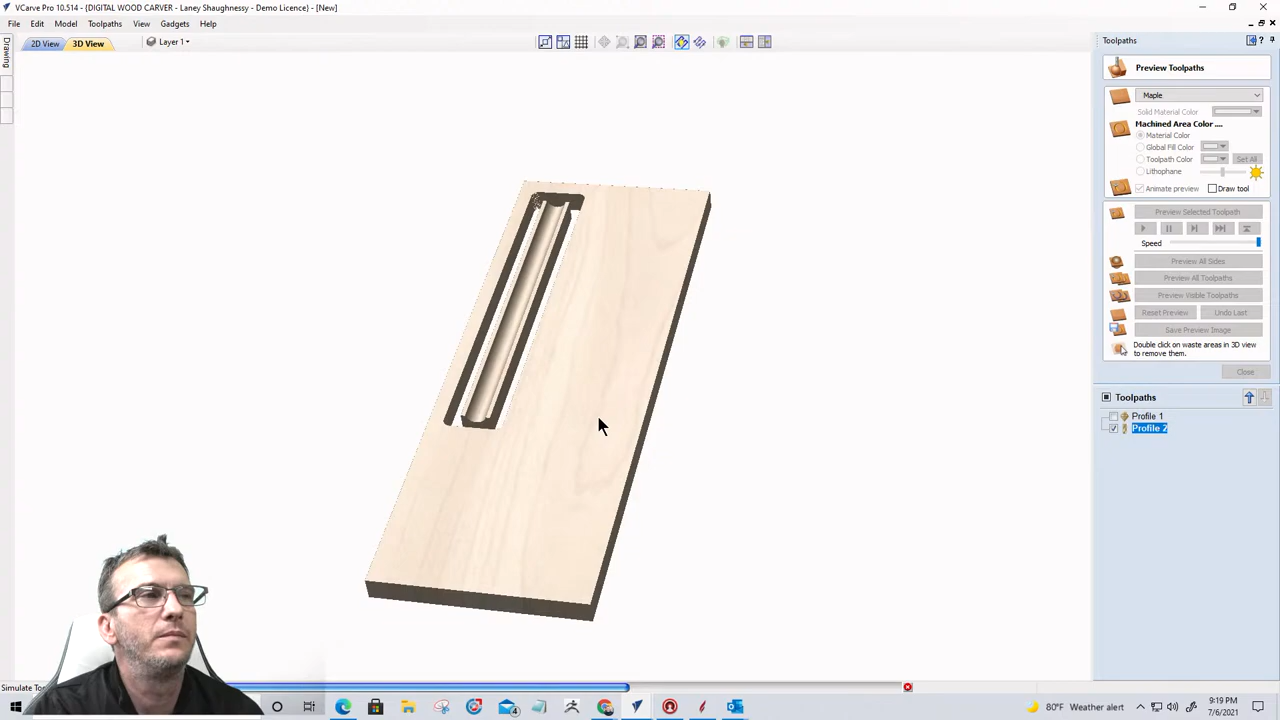 VCarve Pro 10.514 - {DIGITAL WOOD CARVER - Laney Shaughnessy - Demo Licence} - [New]
File Edit Model Toolpaths View Gadgets Help
2D View 3D View Layer 1
Drawing
Toolpaths
Preview Toolpaths
Maple
Solid Material Color
Machined Area Color ....
Material Color
Global Fill Color
Toolpath Color Set All
Lithophane
Animate preview Draw tool
Preview Selected Toolpath
Speed
Preview All Sides
Preview All Toolpaths
Preview Visible Toolpaths
Reset Preview Undo Last
Save Preview Image
Double click on waste areas in 3D view
to remove them.
Close
Toolpaths
Profile 1
Profile 2
Simulate To
80°F Weather alert
9:19 PM
7/6/2021